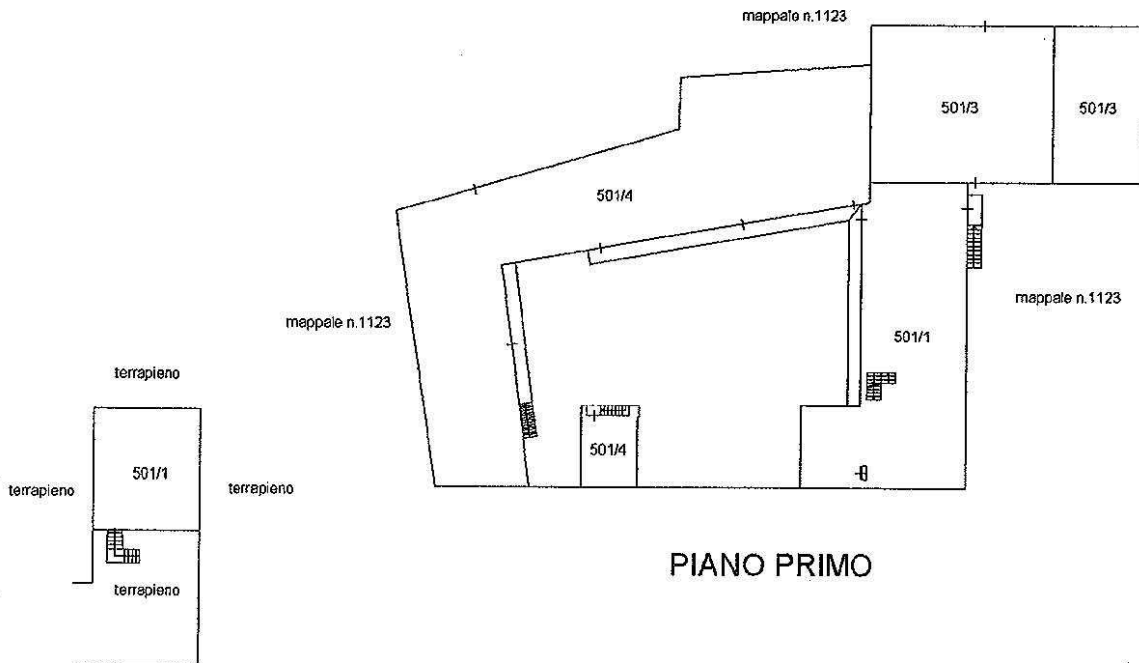 mappale n.1123
501/3
501/3
501/4
mappale n.1123
mappale n.1123
501/1
terrapieno
501/4
501/1
terrapieno
terrapieno
PIANO PRIMO
terrapieno